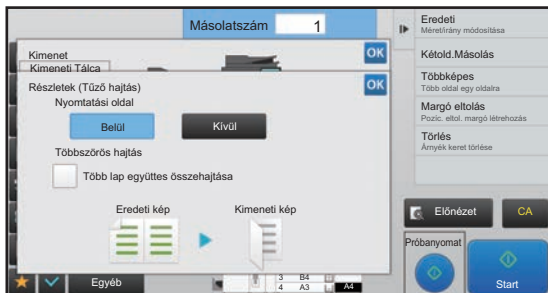 Másolatszám 1
Kimenet
OK
Kimeneti Tálca
Részletek (Tűző hajtás)
OK
Nyomtatási oldal
Belül
Kívül
Többszörös hajtás
Több lap együttes összehajtása
Eredeti kép
Kimeneti kép
Egyéb
3 B4
4 A3
A4
Eredeti
Méret/irány módosítása
Kétold.Másolás
Többképes
Több oldal egy oldalra
Margó eltolás
Pozíc. eltol. margó létrehozás
Törlés
Árnyék keret törlése
Előnézet
CA
Próbanyomat
Start